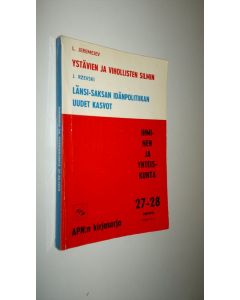 L. JEREMEJEV
YSTÄVIEN JA VIHOLLISTEN SILMIN
J. RZEVSKI
LÄNSI-SAKSAN IDÄNPOLITIIKAN
UUDET KASVOT
IHMI-
NEN
JA
YHTEIS-
KUNTA
27-28
APN:n kirjasarja